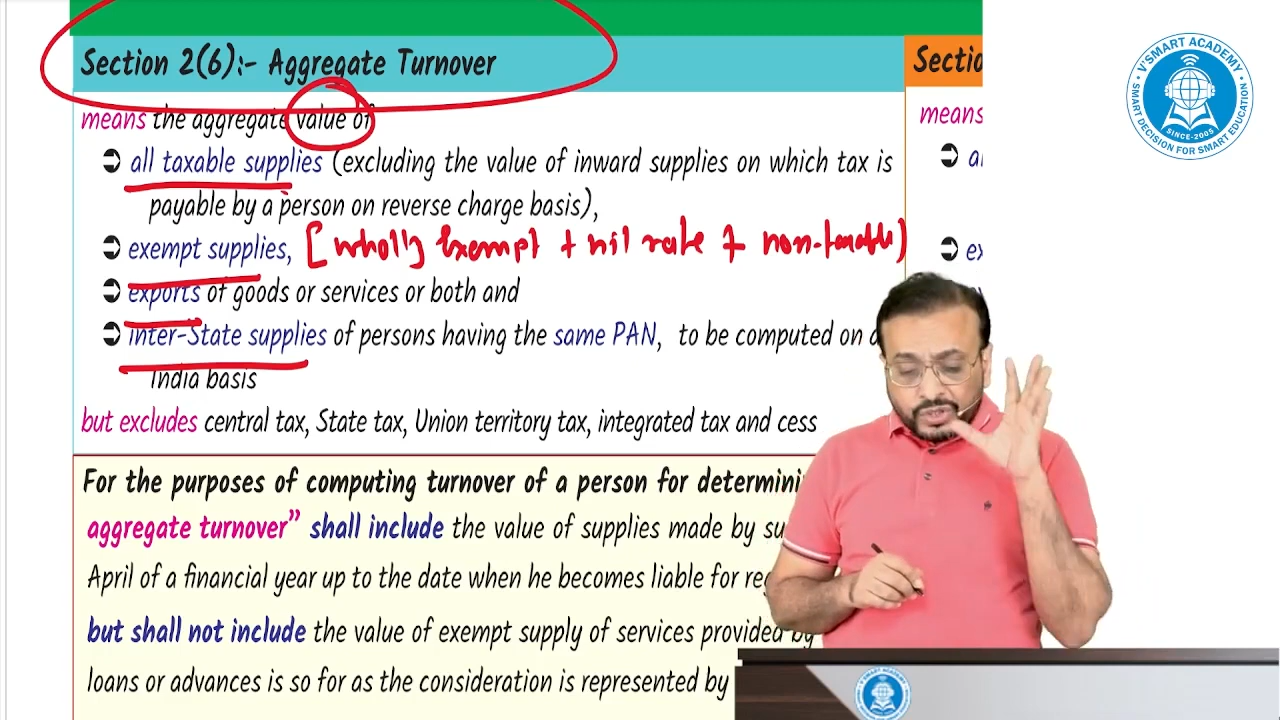 Section 2(6):- Aggregate Turnover
means the aggregate value of
➲ all taxable supplies (excluding the value of inward supplies on which tax is
payable by a person on reverse charge basis),
➲ exempt supplies, [wholly exempt + nil rate + non-taxable)
➲ exports of goods or services or both and
➲ inter-State supplies of persons having the same PAN, to be computed on
India basis
but excludes central tax, State tax, Union territory tax, integrated tax and cess
For the purposes of computing turnover of a person for
aggregate turnover” shall include the value of supplies made by
April of a financial year up to the date when he becomes liable for
but shall not include the value of exempt supply of services provided by
loans or advances is so for as the consideration is represented by
Sectio
means
➲
➲
V'SMART ACADEMY
SINCE-2005
SMART DECISION FOR SMART EDUCATION